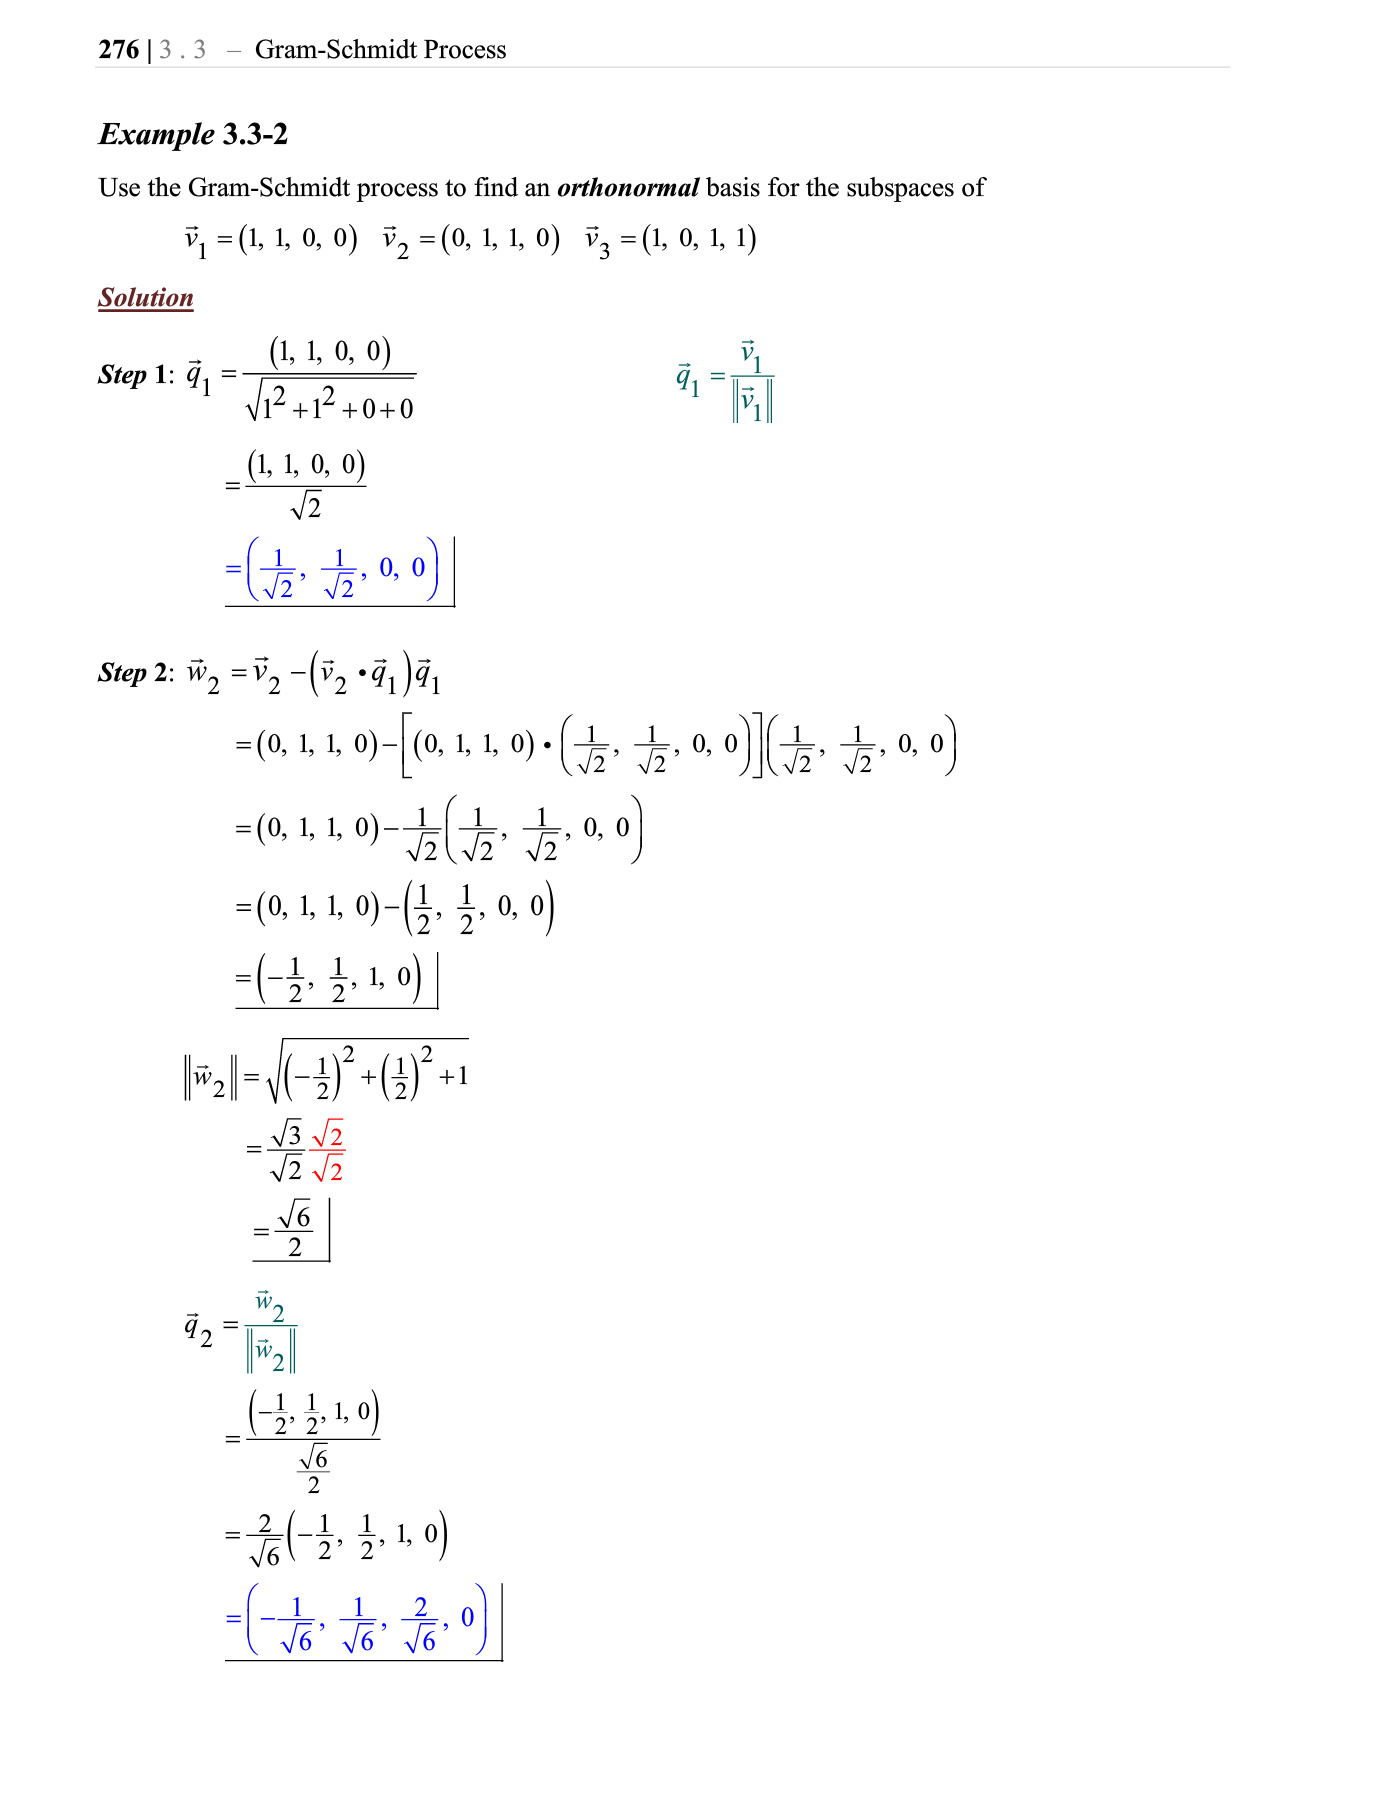 276 | 3 . 3 – Gram-Schmidt Process
Example 3.3-2
Use the Gram-Schmidt process to find an orthonormal basis for the subspaces of
$\vec{v}_1 = (1, 1, 0, 0) \quad \vec{v}_2 = (0, 1, 1, 0) \quad \vec{v}_3 = (1, 0, 1, 1)$
Solution
Step 1: $\vec{q}_1 = \frac{(1, 1, 0, 0)}{\sqrt{1^2 + 1^2 + 0 + 0}}$ $\qquad \vec{q}_1 = \frac{\vec{v}_1}{\|\vec{v}_1\|}$
$= \frac{(1, 1, 0, 0)}{\sqrt{2}}$
$= \left(\frac{1}{\sqrt{2}}, \frac{1}{\sqrt{2}}, 0, 0\right)$
Step 2: $\vec{w}_2 = \vec{v}_2 - (\vec{v}_2 \bullet \vec{q}_1)\vec{q}_1$
$= (0, 1, 1, 0) - \left[(0, 1, 1, 0) \bullet \left(\frac{1}{\sqrt{2}}, \frac{1}{\sqrt{2}}, 0, 0\right)\right]\left(\frac{1}{\sqrt{2}}, \frac{1}{\sqrt{2}}, 0, 0\right)$
$= (0, 1, 1, 0) - \frac{1}{\sqrt{2}}\left(\frac{1}{\sqrt{2}}, \frac{1}{\sqrt{2}}, 0, 0\right)$
$= (0, 1, 1, 0) - \left(\frac{1}{2}, \frac{1}{2}, 0, 0\right)$
$= \left(-\frac{1}{2}, \frac{1}{2}, 1, 0\right)$
$\|\vec{w}_2\| = \sqrt{\left(-\frac{1}{2}\right)^2 + \left(\frac{1}{2}\right)^2 + 1}$
$= \frac{\sqrt{3}}{\sqrt{2}} \frac{\sqrt{2}}{\sqrt{2}}$
$= \frac{\sqrt{6}}{2}$
$\vec{q}_2 = \frac{\vec{w}_2}{\|\vec{w}_2\|}$
$= \frac{\left(-\frac{1}{2}, \frac{1}{2}, 1, 0\right)}{\frac{\sqrt{6}}{2}}$
$= \frac{2}{\sqrt{6}}\left(-\frac{1}{2}, \frac{1}{2}, 1, 0\right)$
$= \left(-\frac{1}{\sqrt{6}}, \frac{1}{\sqrt{6}}, \frac{2}{\sqrt{6}}, 0\right)$